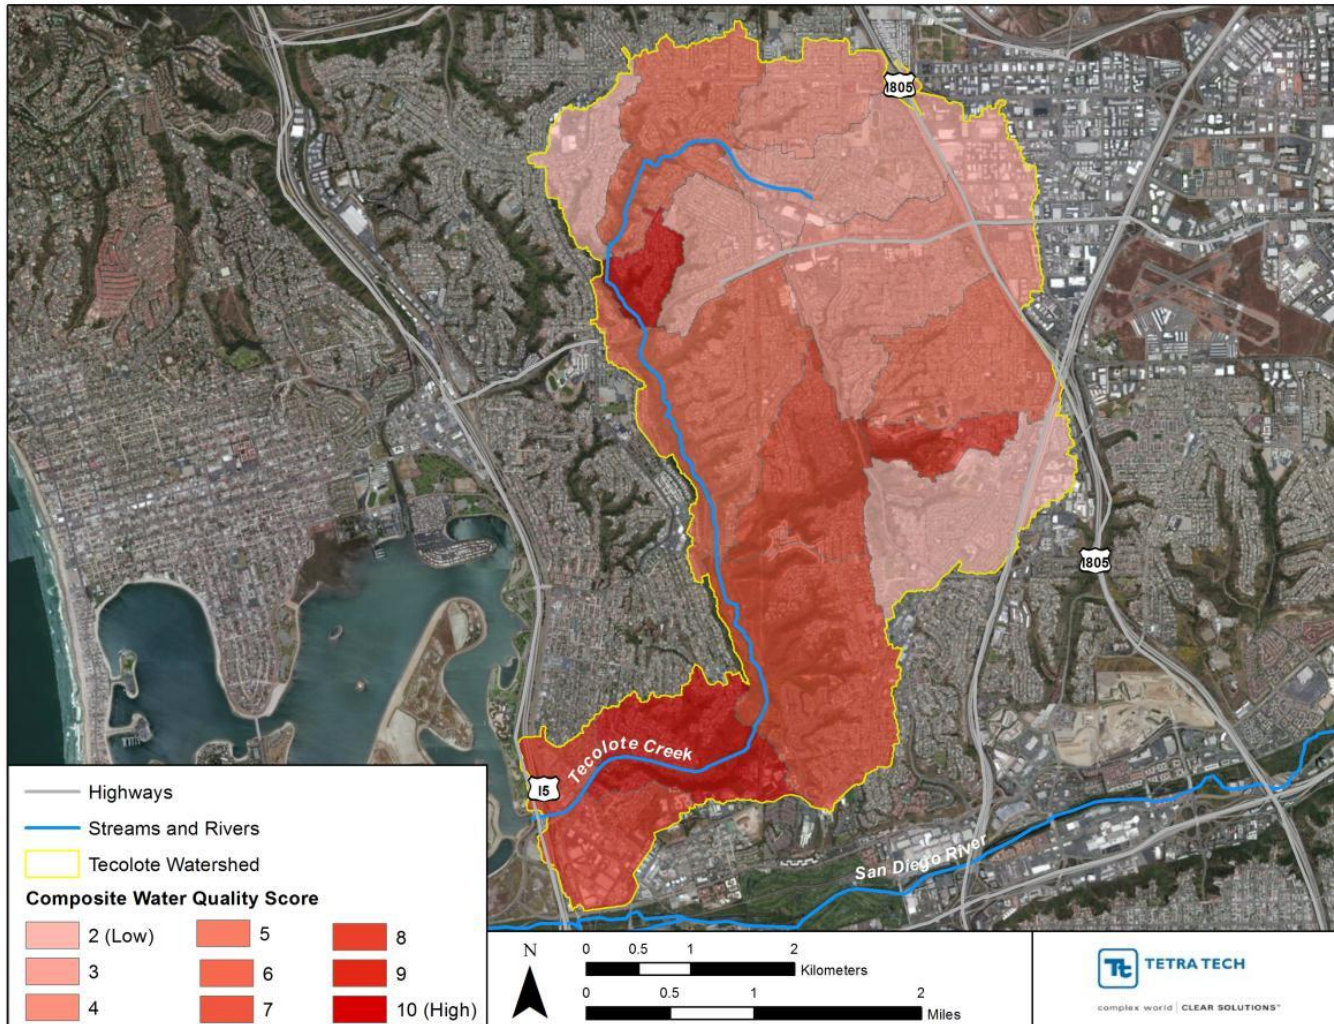 1805
1805
Tecolote Creek
I5
San Diego River
Highways
Streams and Rivers
Tecolote Watershed
Composite Water Quality Score
2 (Low)
3
4
5
6
7
8
9
10 (High)
N
0 0.5 1 2
Kilometers
0 0.5 1 2
Miles
Tt TETRA TECH
complex world | CLEAR SOLUTIONS™